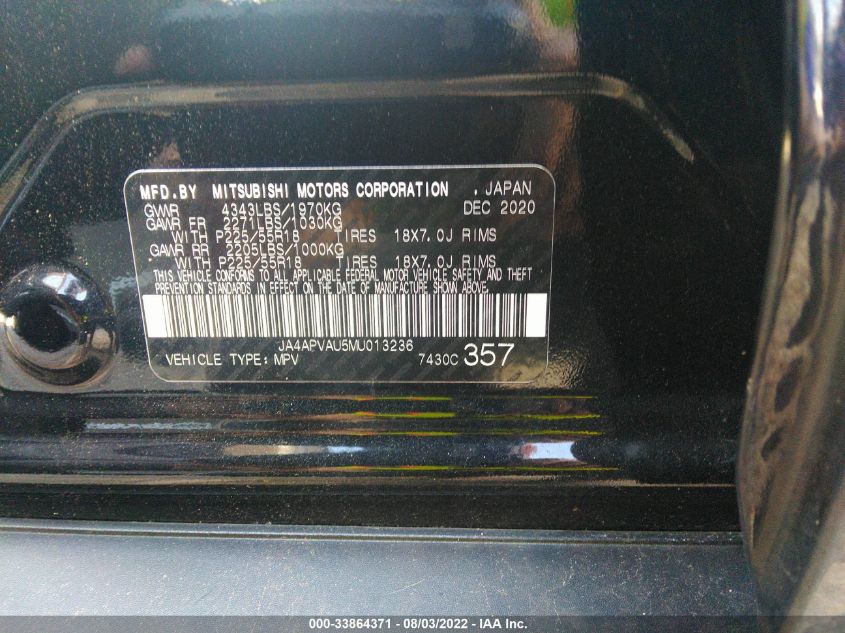 MFD.BY MITSUBISHI MOTORS CORPORATION , JAPAN
GVWR 4343LBS/1970KG DEC 2020
GAWR FR 2271LBS/1030KG
WITH P225/55R18 TIRES 18X7.0J RIMS
GAWR RR 2205LBS/1000KG
WITH P225/55R18 TIRES 18X7.0J RIMS
THIS VEHICLE CONFORMS TO ALL APPLICABLE FEDERAL MOTOR VEHICLE SAFETY AND THEFT
PREVENTION STANDARDS IN EFFECT ON THE DATE OF MANUFACTURE SHOWN ABOVE.
JA4APVAU5MU013236
VEHICLE TYPE: MPV 7430C 357
000-33864371 - 08/03/2022 - IAA Inc.